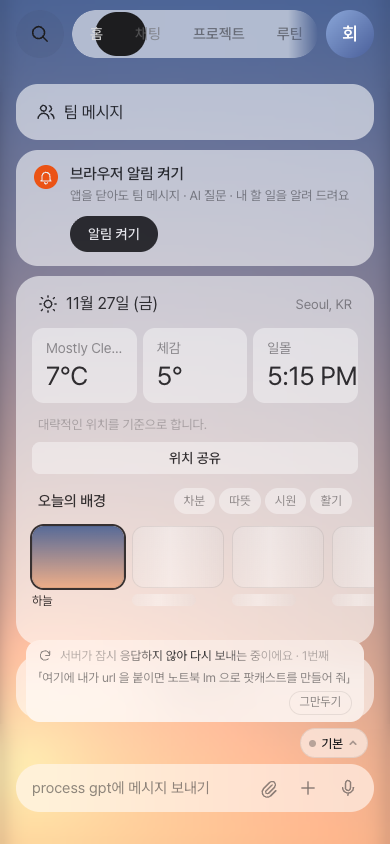 홈 채팅 프로젝트 루틴 회
팀 메시지
브라우저 알림 켜기
앱을 닫아도 팀 메시지 · AI 질문 · 내 할 일을 알려 드려요
알림 켜기
11월 27일 (금) Seoul, KR
Mostly Cle... 체감 일몰
7°C 5° 5:15 PM
대략적인 위치를 기준으로 합니다.
위치 공유
오늘의 배경 차분 따뜻 시원 활기
하늘
서버가 잠시 응답하지 않아 다시 보내는 중이에요 · 1번째
「여기에 내가 url 을 붙이면 노트북 lm 으로 팟캐스트를 만들어 줘」
그만두기
기본
process gpt에 메시지 보내기